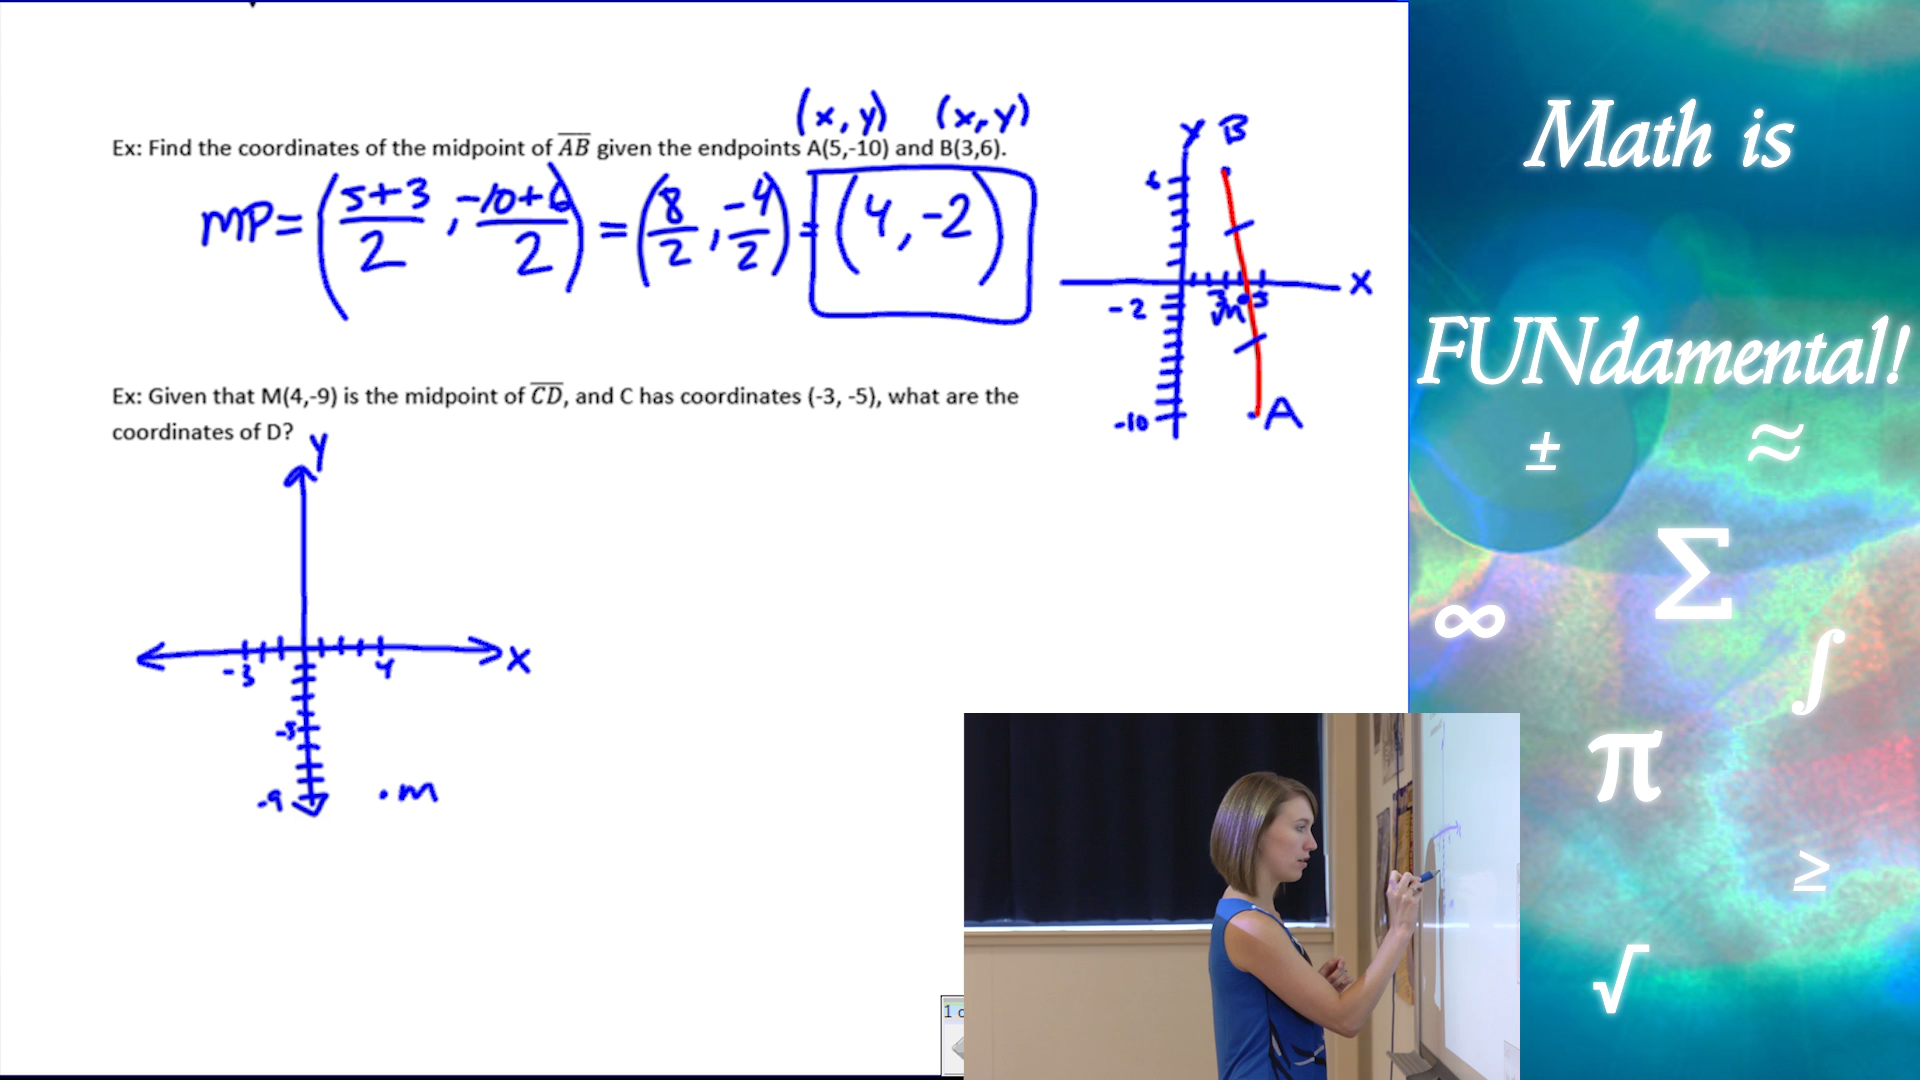 (x, y) (x, y)
Ex: Find the coordinates of the midpoint of AB given the endpoints A(5,-10) and B(3,6).
MP = (5+3/2, -10+6/2) = (8/2, -4/2) = (4, -2)
Y B
6
X
-2 3 5
m
-10 A
Ex: Given that M(4,-9) is the midpoint of CD, and C has coordinates (-3, -5), what are the
coordinates of D?
Y
X
-3 4
-5
-9 . m
Math is
FUNdamental!
± ≈
Σ
∞
∫
π
≥
√
1